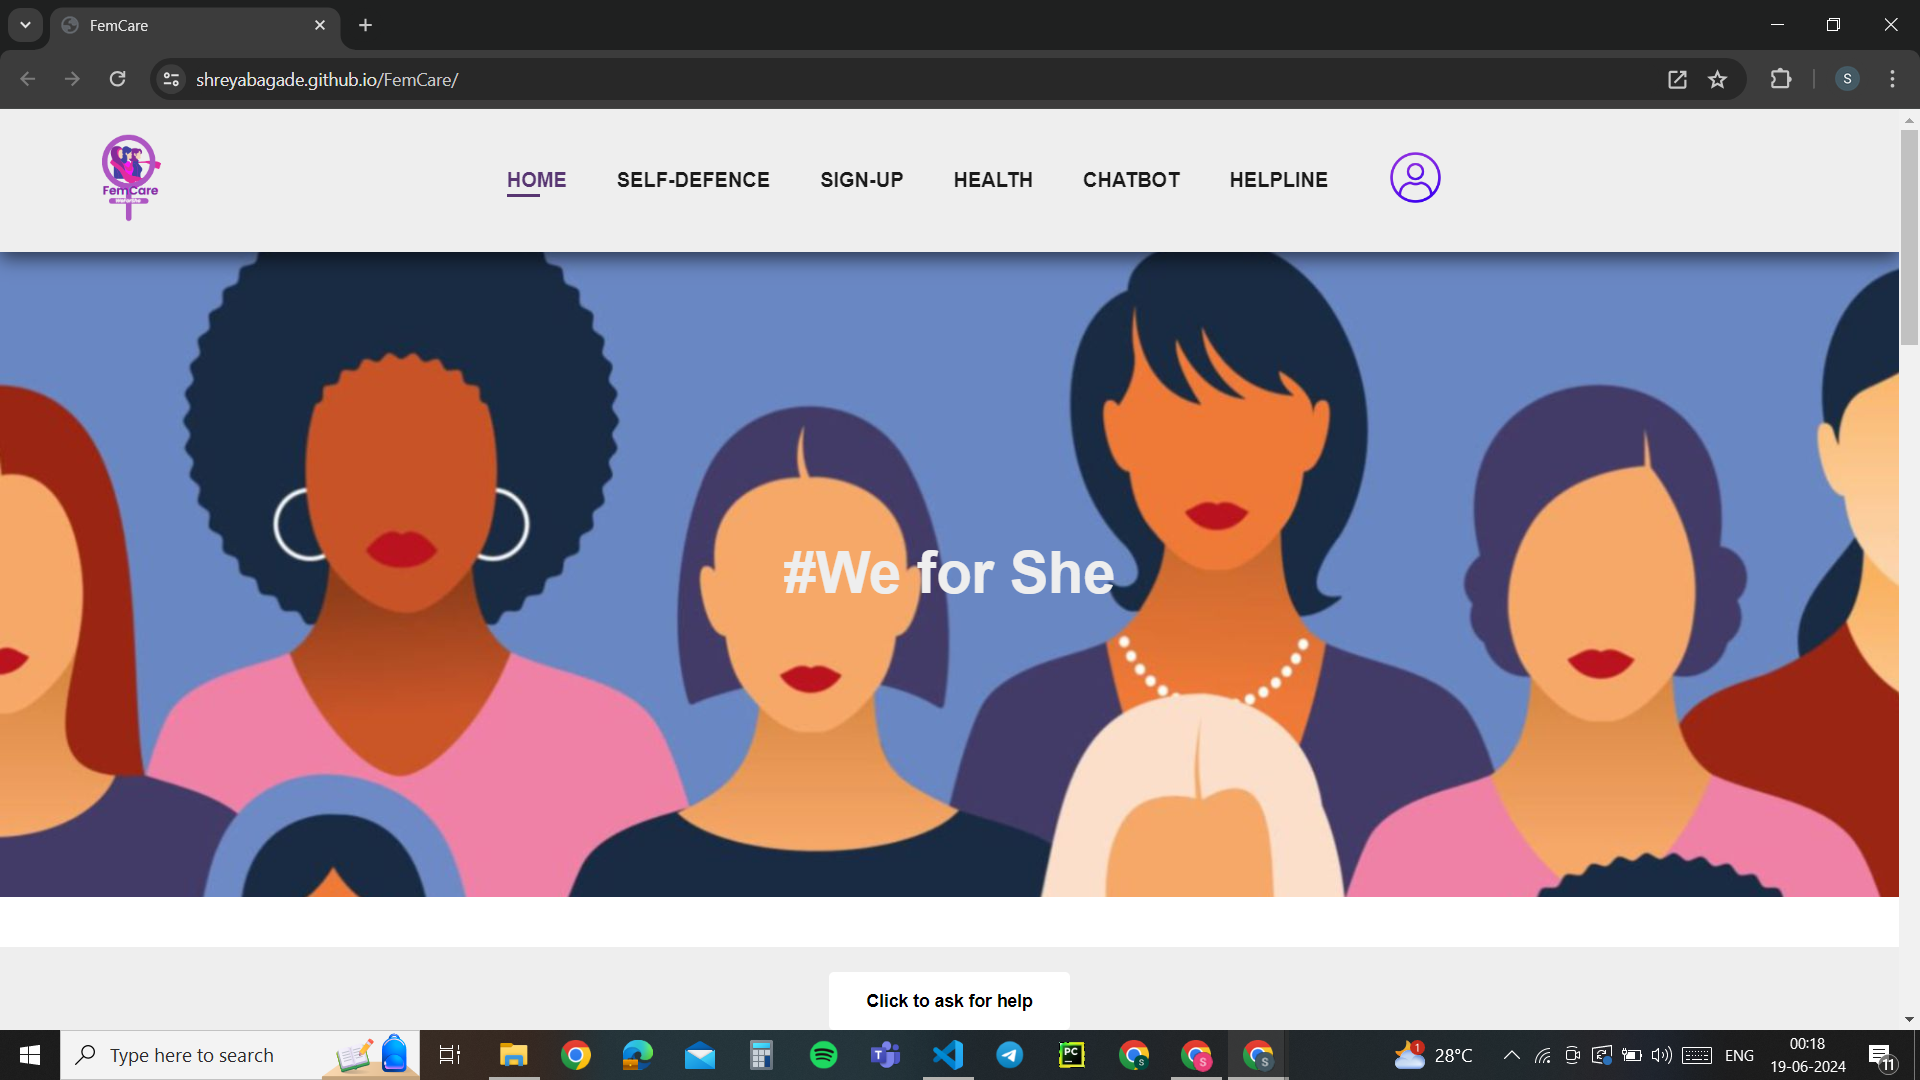 FemCare
shreyabagade.github.io/FemCare/
S
FemCare
HOME SELF-DEFENCE SIGN-UP HEALTH CHATBOT HELPLINE
#We for She
Click to ask for help
Type here to search
28°C
ENG
00:18
19-06-2024
11